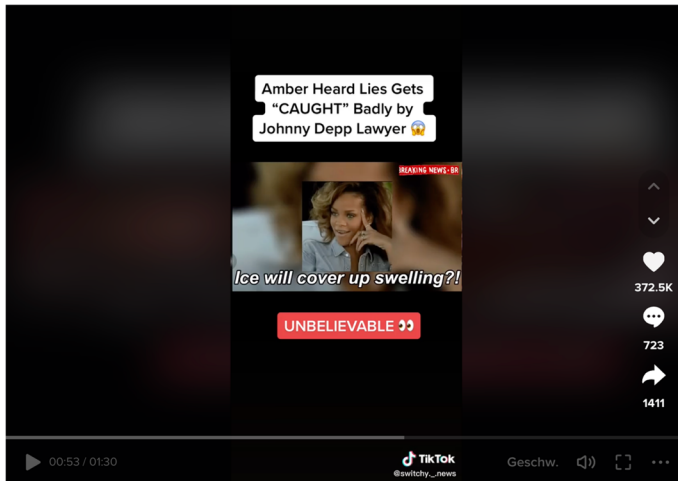 Amber Heard Lies Gets
“CAUGHT” Badly by
Johnny Depp Lawyer 😱
BREAKING NEWS • BR
Ice will cover up swelling?!
UNBELIEVABLE 👀
372.5K
723
1411
00:53 / 01:30
TikTok
@switchy._.news
Geschw.